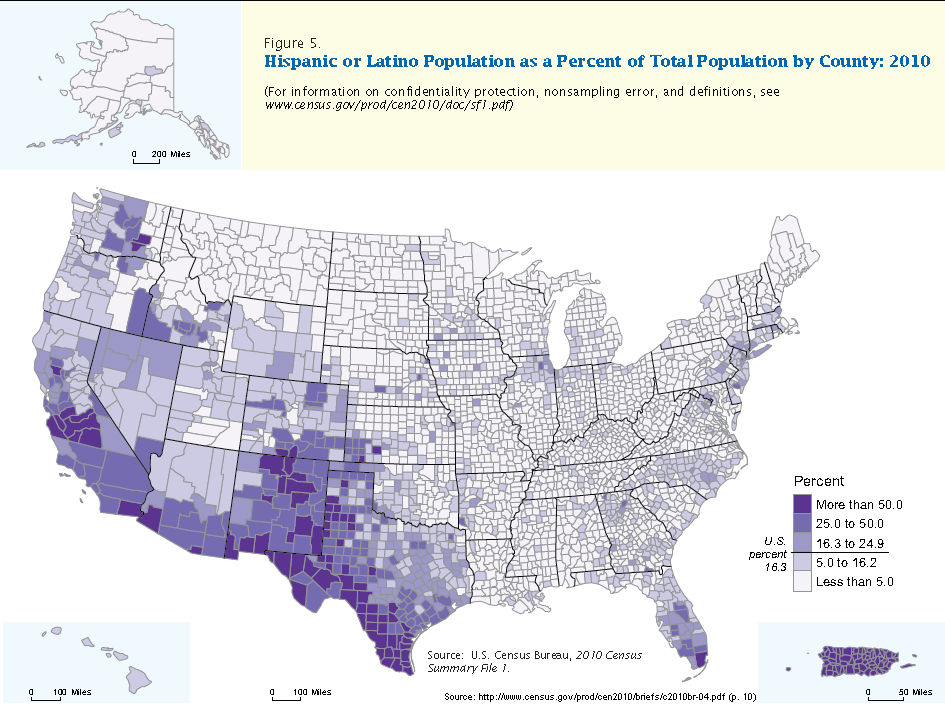 Figure 5.
Hispanic or Latino Population as a Percent of Total Population by County: 2010
(For information on confidentiality protection, nonsampling error, and definitions, see
www.census.gov/prod/cen2010/doc/sf1.pdf)
0 200 Miles
Percent
More than 50.0
25.0 to 50.0
16.3 to 24.9
5.0 to 16.2
Less than 5.0
U.S.
percent
16.3
Source: U.S. Census Bureau, 2010 Census
Summary File 1.
0 100 Miles
0 100 Miles
0 50 Miles
Source: http://www.census.gov/prod/cen2010/briefs/c2010br-04.pdf (p. 10)